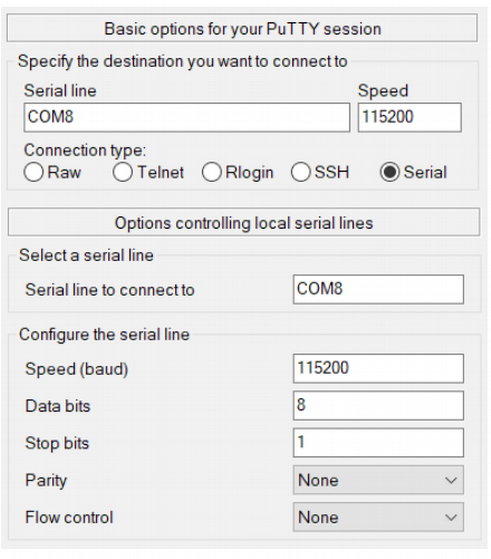 Basic options for your PuTTY session
Specify the destination you want to connect to
Serial line Speed
COM8 115200
Connection type:
Raw Telnet Rlogin SSH Serial
Options controlling local serial lines
Select a serial line
Serial line to connect to COM8
Configure the serial line
Speed (baud) 115200
Data bits 8
Stop bits 1
Parity None
Flow control None